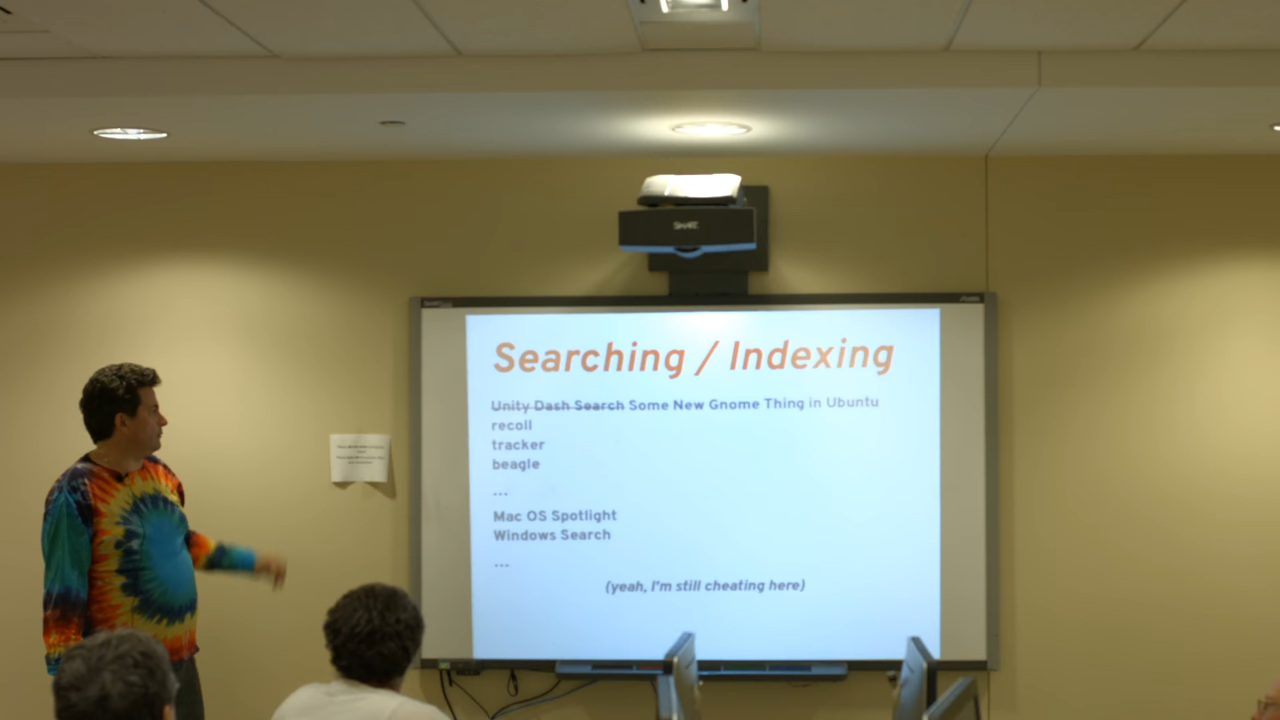 SMART
Searching / Indexing
Unity Dash Search Some New Gnome Thing in Ubuntu
recoll
tracker
beagle
...
Mac OS Spotlight
Windows Search
...
(yeah, I'm still cheating here)